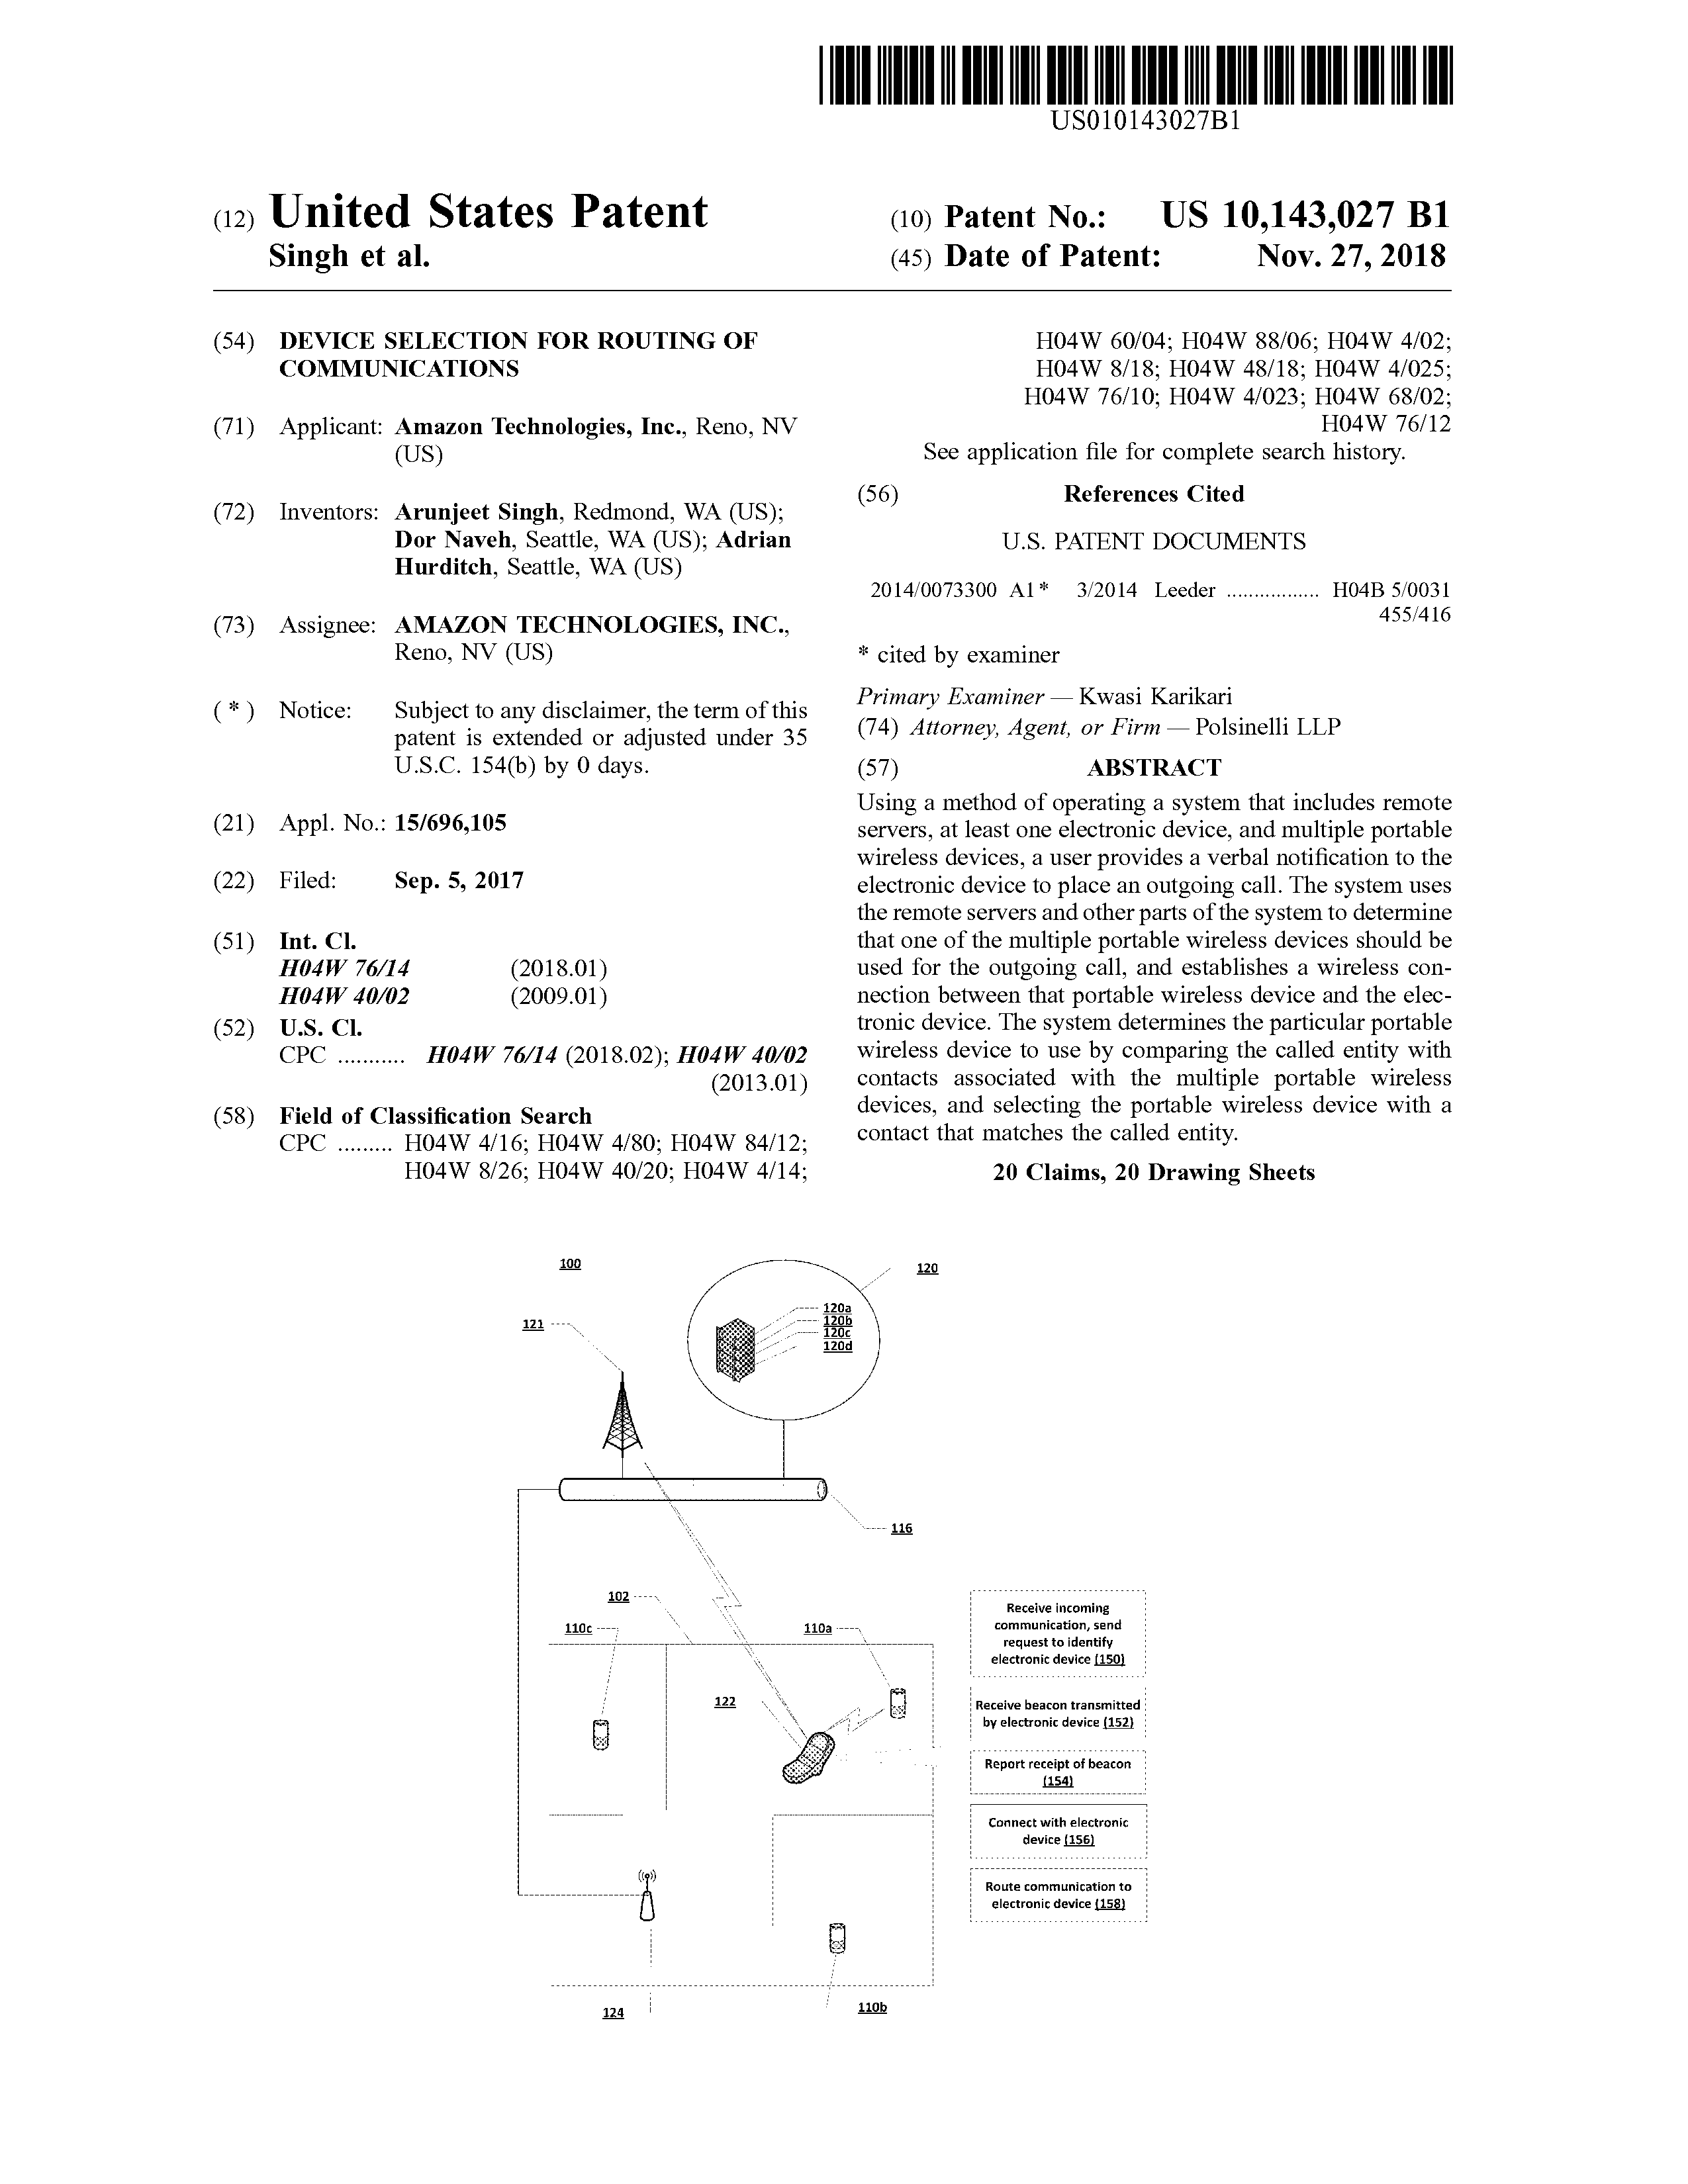 US010143027B1
(12) United States Patent
Singh et al.
(10) Patent No.: US 10,143,027 B1
(45) Date of Patent: Nov. 27, 2018
(54) DEVICE SELECTION FOR ROUTING OF
COMMUNICATIONS
(71) Applicant: Amazon Technologies, Inc., Reno, NV
(US)
(72) Inventors: Arunjeet Singh, Redmond, WA (US);
Dor Naveh, Seattle, WA (US); Adrian
Hurditch, Seattle, WA (US)
(73) Assignee: AMAZON TECHNOLOGIES, INC.,
Reno, NV (US)
( * ) Notice: Subject to any disclaimer, the term of this
patent is extended or adjusted under 35
U.S.C. 154(b) by 0 days.
(21) Appl. No.: 15/696,105
(22) Filed: Sep. 5, 2017
(51) Int. Cl.
H04W 76/14 (2018.01)
H04W 40/02 (2009.01)
(52) U.S. Cl.
CPC ........... H04W 76/14 (2018.02); H04W 40/02
(2013.01)
(58) Field of Classification Search
CPC ......... H04W 4/16; H04W 4/80; H04W 84/12;
H04W 8/26; H04W 40/20; H04W 4/14;
H04W 60/04; H04W 88/06; H04W 4/02;
H04W 8/18; H04W 48/18; H04W 4/025;
H04W 76/10; H04W 4/023; H04W 68/02;
H04W 76/12
See application file for complete search history.
(56) References Cited
U.S. PATENT DOCUMENTS
2014/0073300 A1* 3/2014 Leeder ................. H04B 5/0031
455/416
* cited by examiner
Primary Examiner — Kwasi Karikari
(74) Attorney, Agent, or Firm — Polsinelli LLP
(57) ABSTRACT
Using a method of operating a system that includes remote
servers, at least one electronic device, and multiple portable
wireless devices, a user provides a verbal notification to the
electronic device to place an outgoing call. The system uses
the remote servers and other parts of the system to determine
that one of the multiple portable wireless devices should be
used for the outgoing call, and establishes a wireless con-
nection between that portable wireless device and the elec-
tronic device. The system determines the particular portable
wireless device to use by comparing the called entity with
contacts associated with the multiple portable wireless
devices, and selecting the portable wireless device with a
contact that matches the called entity.
20 Claims, 20 Drawing Sheets
100
120
120a
120b
120c
120d
121
116
102
110c
110a
122
124
110b
Receive incoming
communication, send
request to identify
electronic device (150)
Receive beacon transmitted
by electronic device (152)
Report receipt of beacon
(154)
Connect with electronic
device (156)
Route communication to
electronic device (158)